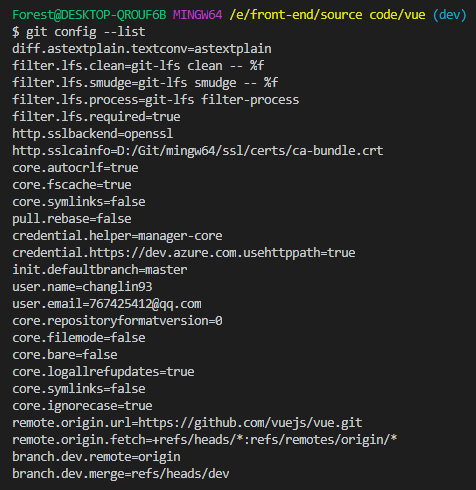 Forest@DESKTOP-QROUF6B MINGW64 /e/front-end/source code/vue (dev)
$ git config --list
diff.astextplain.textconv=astextplain
filter.lfs.clean=git-lfs clean -- %f
filter.lfs.smudge=git-lfs smudge -- %f
filter.lfs.process=git-lfs filter-process
filter.lfs.required=true
http.sslbackend=openssl
http.sslcainfo=D:/Git/mingw64/ssl/certs/ca-bundle.crt
core.autocrlf=true
core.fscache=true
core.symlinks=false
pull.rebase=false
credential.helper=manager-core
credential.https://dev.azure.com.usehttppath=true
init.defaultbranch=master
user.name=changlin93
user.email=767425412@qq.com
core.repositoryformatversion=0
core.filemode=false
core.bare=false
core.logallrefupdates=true
core.symlinks=false
core.ignorecase=true
remote.origin.url=https://github.com/vuejs/vue.git
remote.origin.fetch=+refs/heads/*:refs/remotes/origin/*
branch.dev.remote=origin
branch.dev.merge=refs/heads/dev